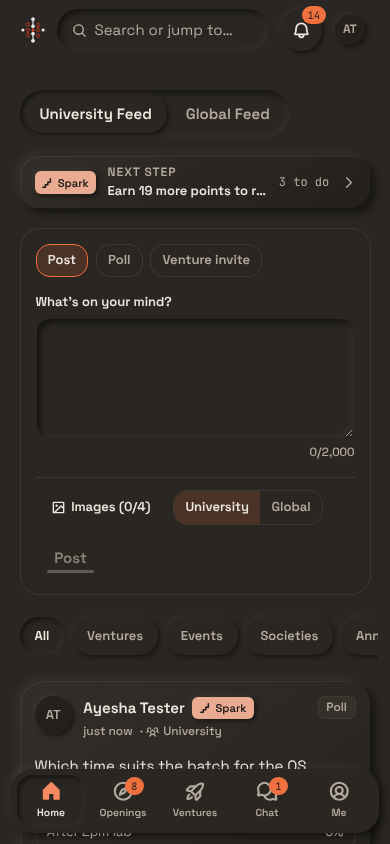 Search or jump to...
14
AT
University Feed
Global Feed
Spark
NEXT STEP
Earn 19 more points to r...
3 to do
Post
Poll
Venture invite
What's on your mind?
0/2,000
Images (0/4)
University
Global
Post
All
Ventures
Events
Societies
Ann
AT
Ayesha Tester
Spark
Poll
just now · University
Which time suits the batch for the OS
Home
8
Openings
Ventures
1
Chat
Me